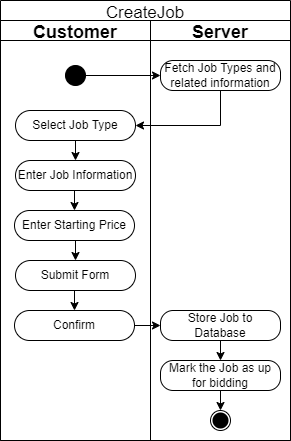 CreateJob
Customer
Server
Fetch Job Types and
related information
Select Job Type
Enter Job Information
Enter Starting Price
Submit Form
Confirm
Store Job to
Database
Mark the Job as up
for bidding